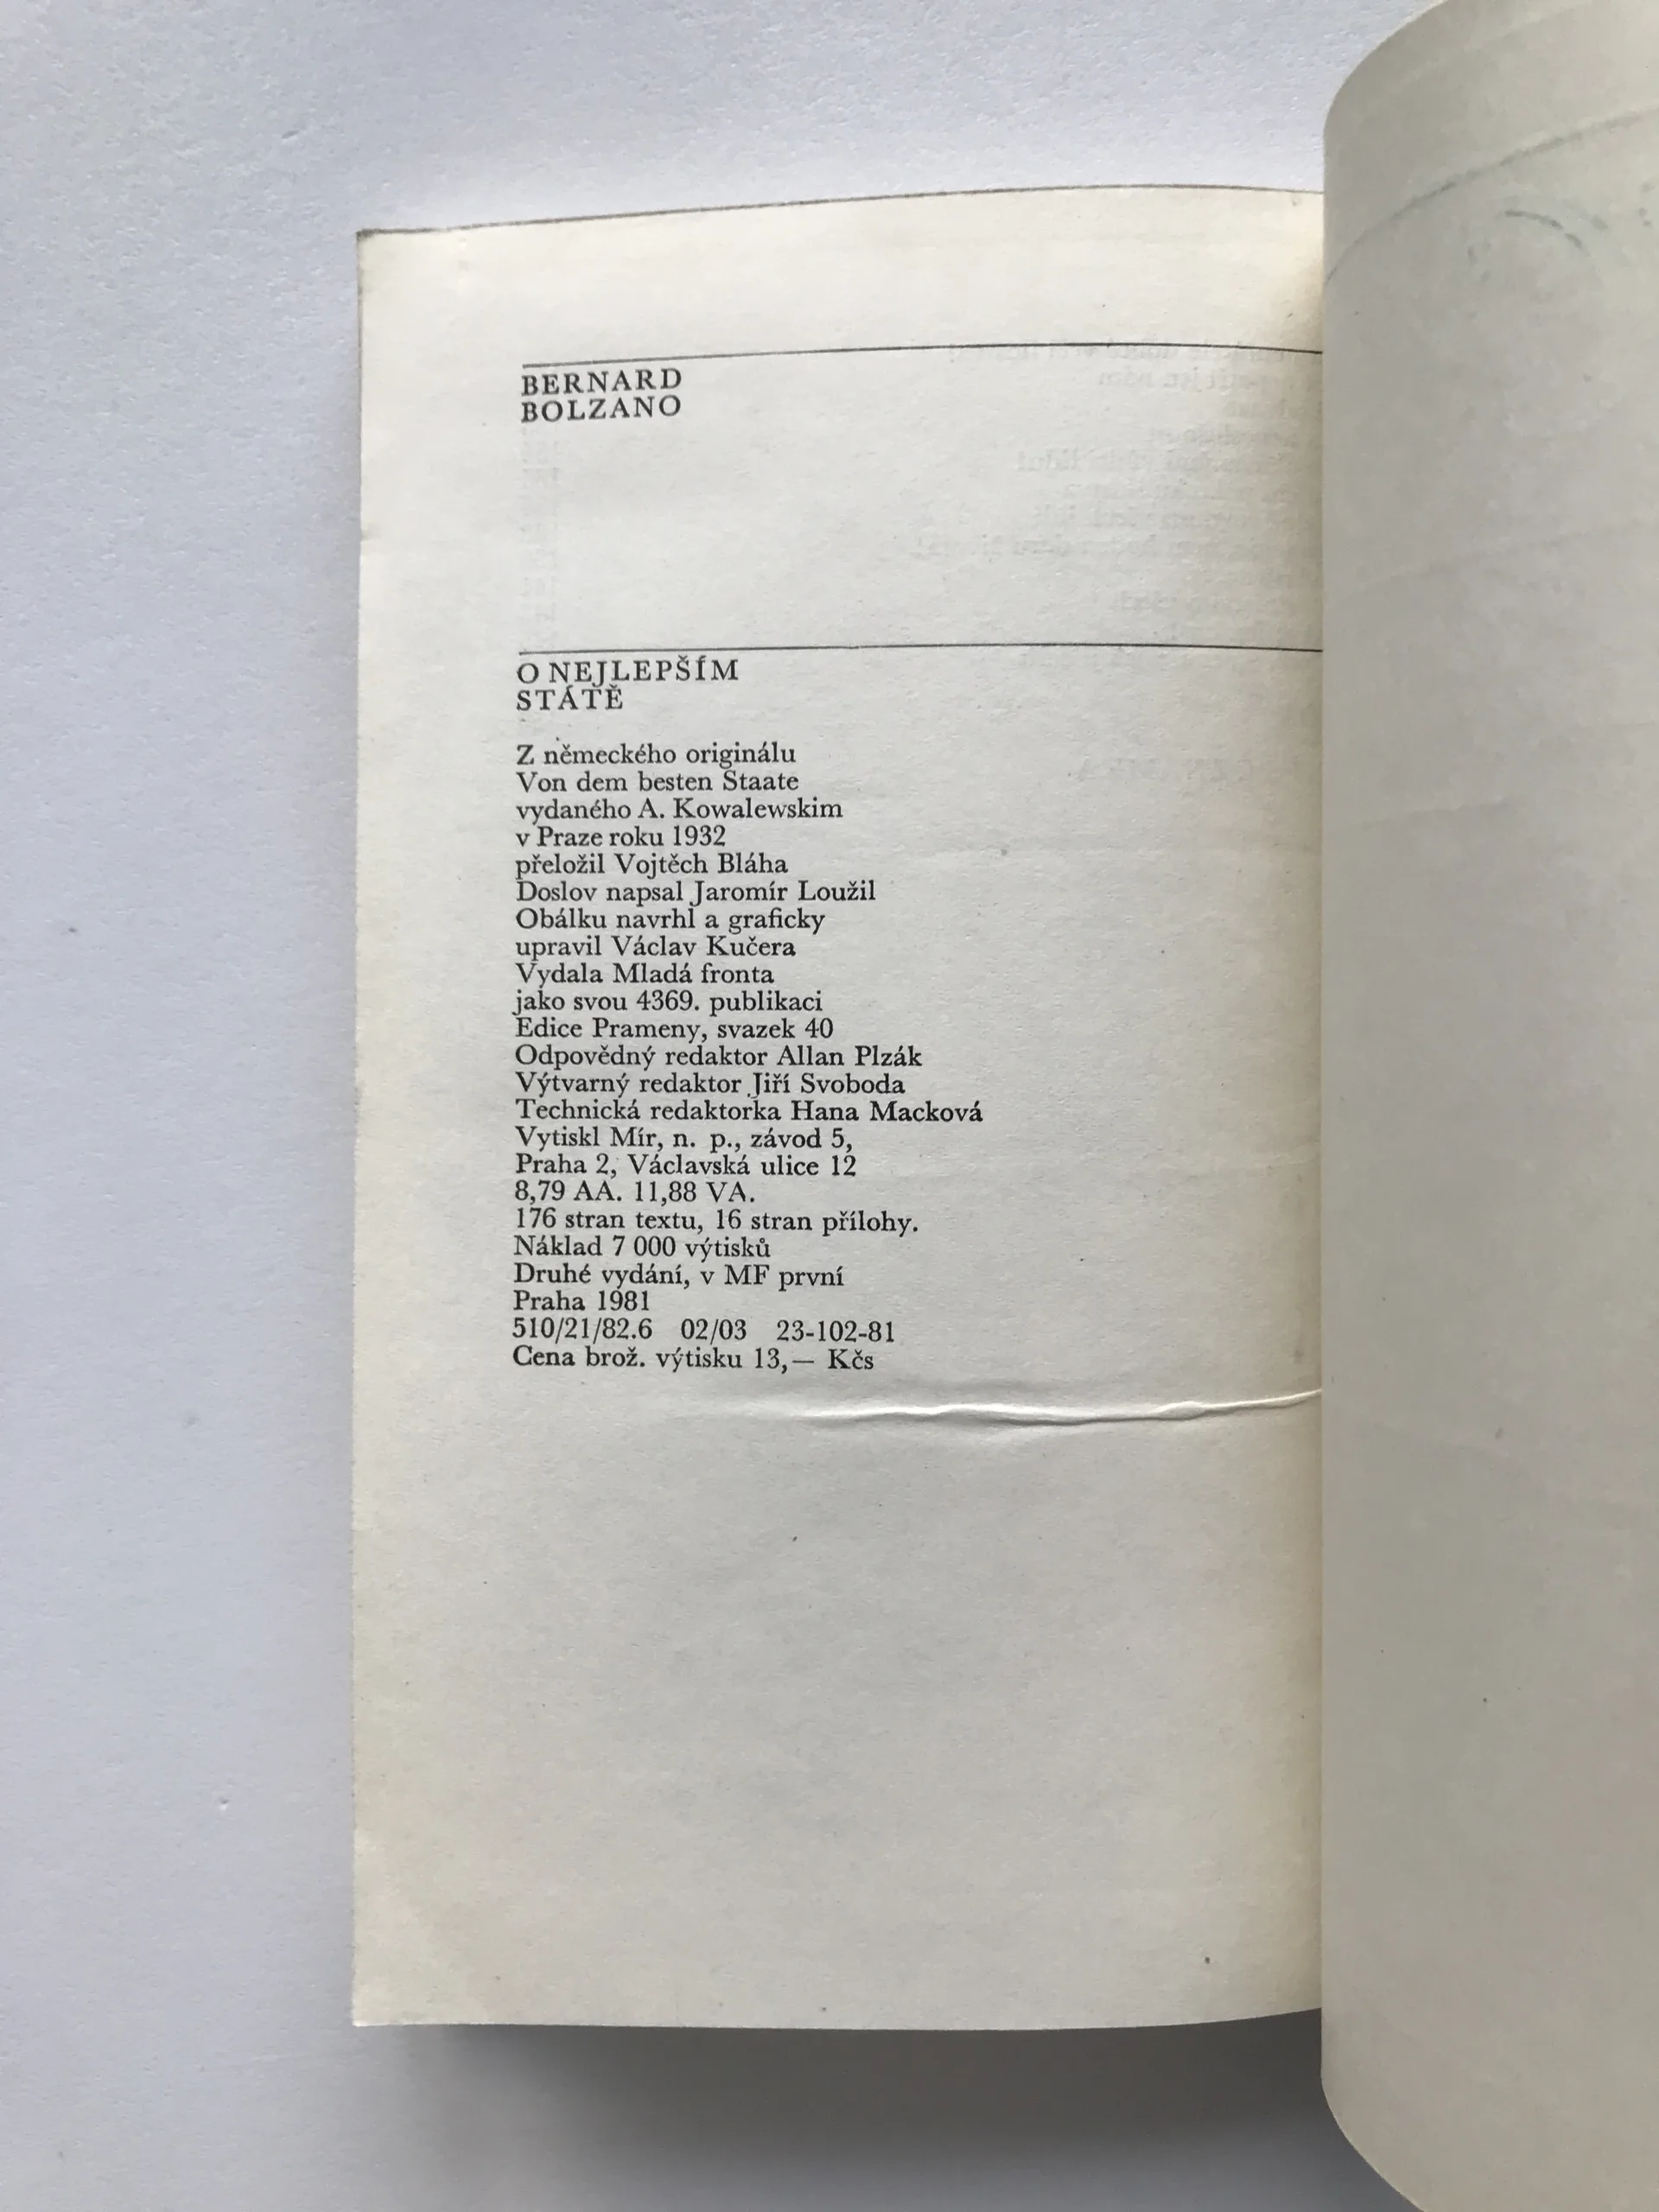 BERNARD
BOLZANO
O NEJLEPŠÍM
STÁTĚ
Z německého originálu
Von dem besten Staate
vydaného A. Kowalewskim
v Praze roku 1932
přeložil Vojtěch Bláha
Doslov napsal Jaromír Loužil
Obálku navrhl a graficky
upravil Václav Kučera
Vydala Mladá fronta
jako svou 4369. publikaci
Edice Prameny, svazek 40
Odpovědný redaktor Allan Plzák
Výtvarný redaktor Jiří Svoboda
Technická redaktorka Hana Macková
Vytiskl Mír, n. p., závod 5,
Praha 2, Václavská ulice 12
8,79 AA. 11,88 VA.
176 stran textu, 16 stran přílohy.
Náklad 7 000 výtisků
Druhé vydání, v MF první
Praha 1981
510/21/82.6 02/03 23-102-81
Cena brož. výtisku 13,— Kčs